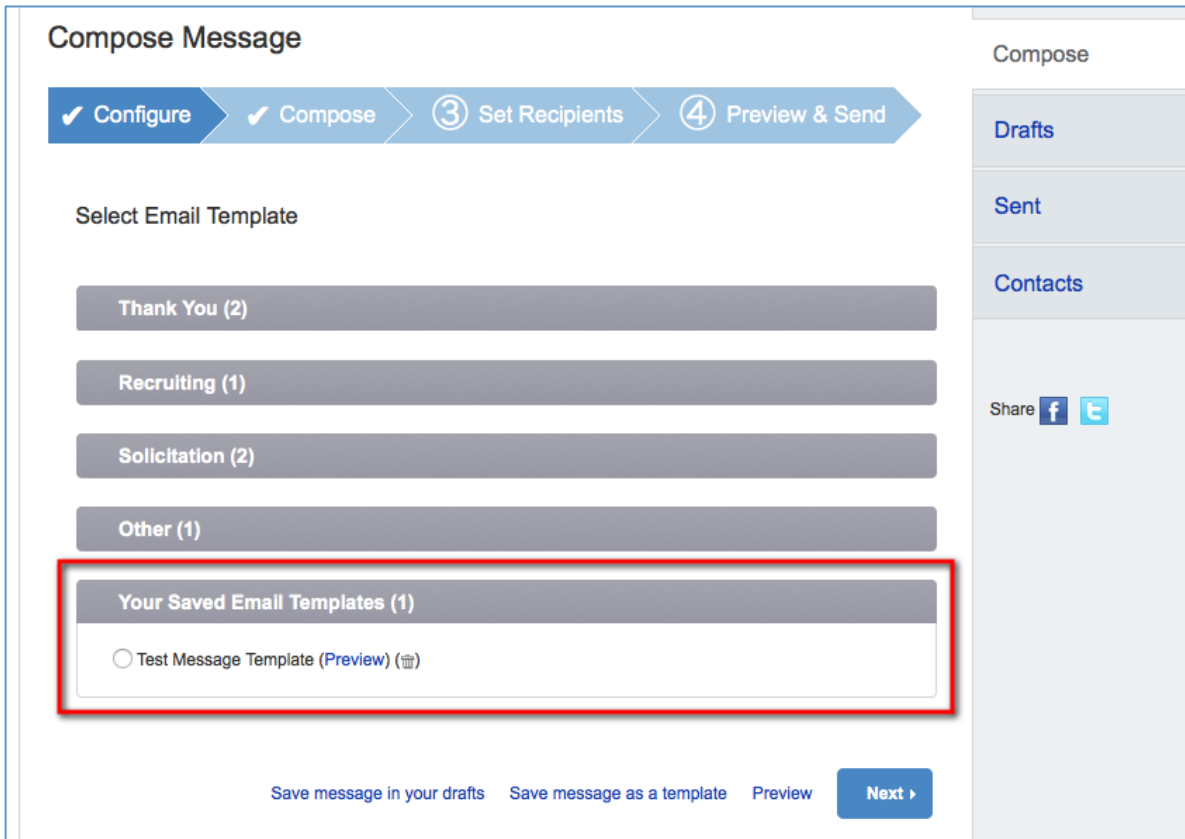 Compose Message
✔ Configure ✔ Compose ③ Set Recipients ④ Preview & Send
Select Email Template
Thank You (2)
Recruiting (1)
Solicitation (2)
Other (1)
Your Saved Email Templates (1)
Test Message Template (Preview) ()
Save message in your drafts Save message as a template Preview Next
Compose
Drafts
Sent
Contacts
Share f t